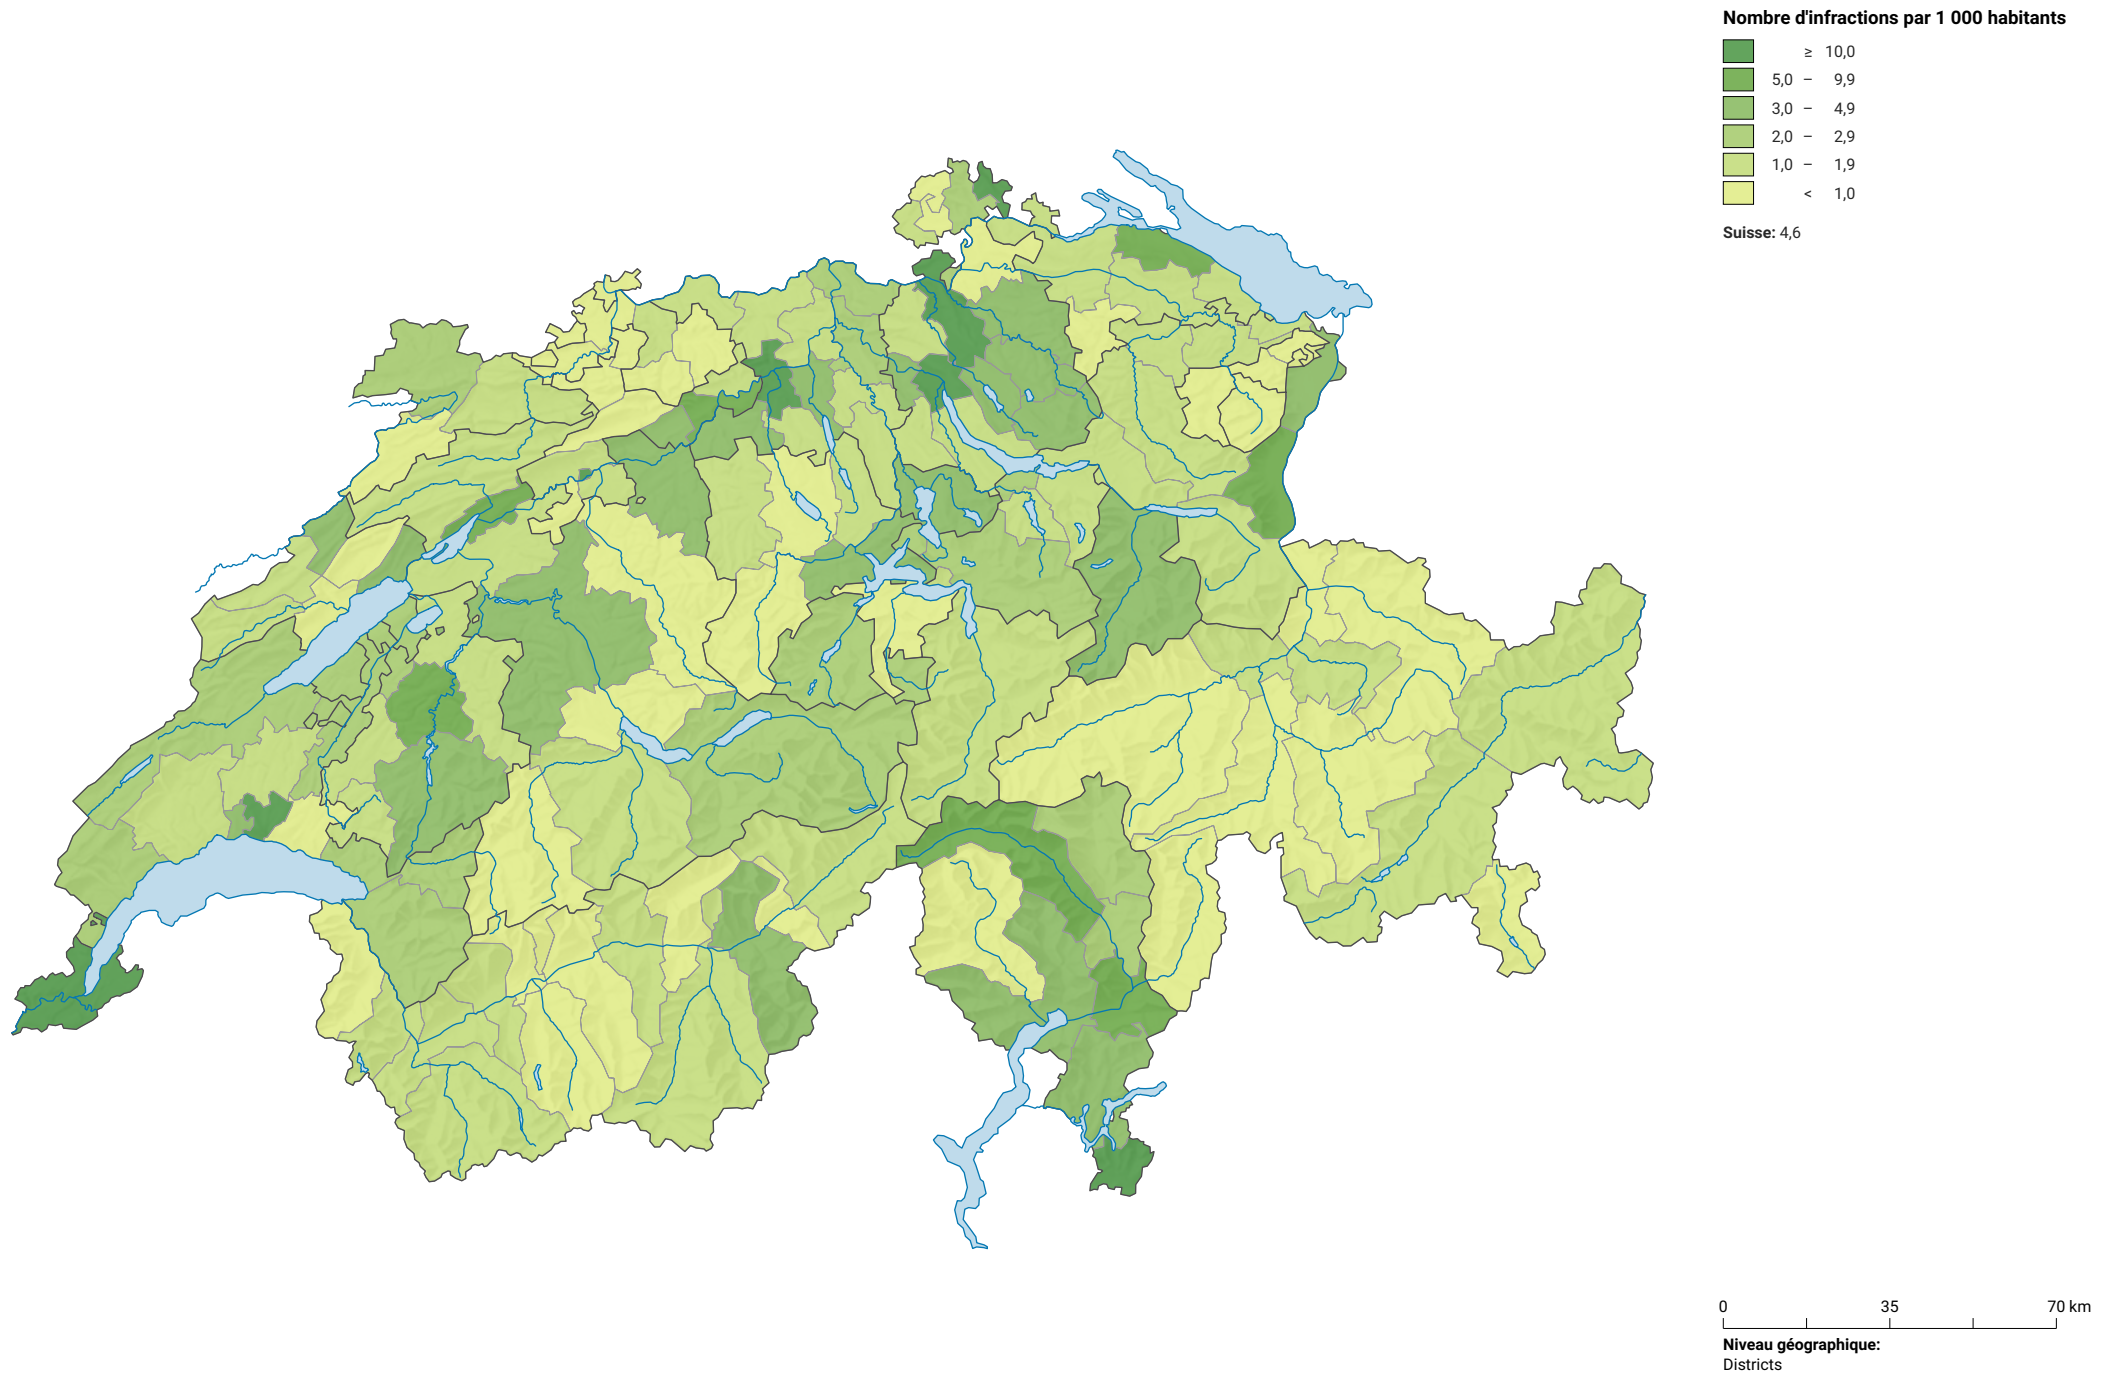 Nombre d'infractions par 1 000 habitants
≥ 10,0
5,0 – 9,9
3,0 – 4,9
2,0 – 2,9
1,0 – 1,9
< 1,0
Suisse: 4,6
0 35 70 km
Niveau géographique:
Districts